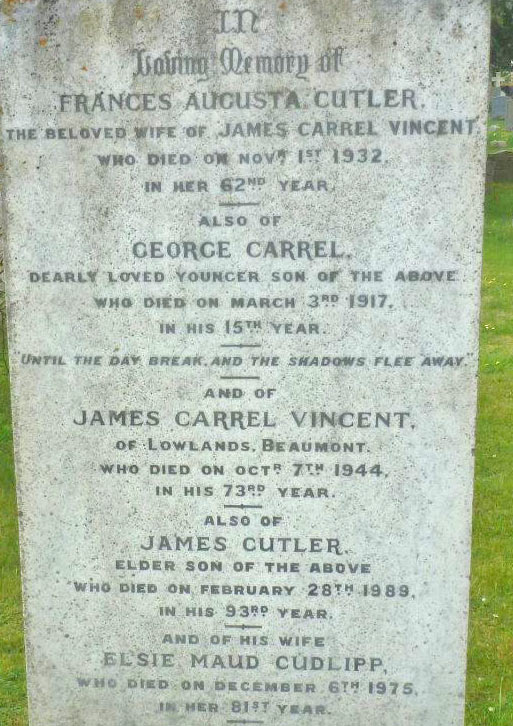 IN
Loving Memory of
FRANCES AUGUSTA CUTLER,
THE BELOVED WIFE OF JAMES CARREL VINCENT,
WHO DIED ON NOVR 1ST 1932,
IN HER 62ND YEAR.
ALSO OF
GEORGE CARREL,
DEARLY LOVED YOUNGER SON OF THE ABOVE
WHO DIED ON MARCH 3RD 1917,
IN HIS 15TH YEAR.
"UNTIL THE DAY BREAK, AND THE SHADOWS FLEE AWAY."
AND OF
JAMES CARREL VINCENT,
OF LOWLANDS, BEAUMONT.
WHO DIED ON OCTR 7TH 1944,
IN HIS 73RD YEAR.
ALSO OF
JAMES CUTLER,
ELDER SON OF THE ABOVE
WHO DIED ON FEBRUARY 28TH 1989,
IN HIS 93RD YEAR.
AND OF HIS WIFE
ELSIE MAUD CUDLIPP,
WHO DIED ON DECEMBER 6TH 1975,
IN HER 81ST YEAR.